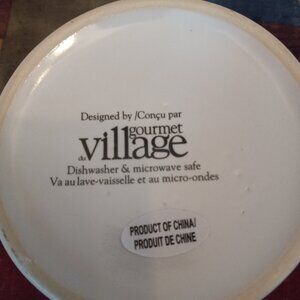 Designed by /Conçu par
gourmet
du village
Dishwasher & microwave safe
Va au lave-vaisselle et au micro-ondes
PRODUCT OF CHINA/
PRODUIT DE CHINE